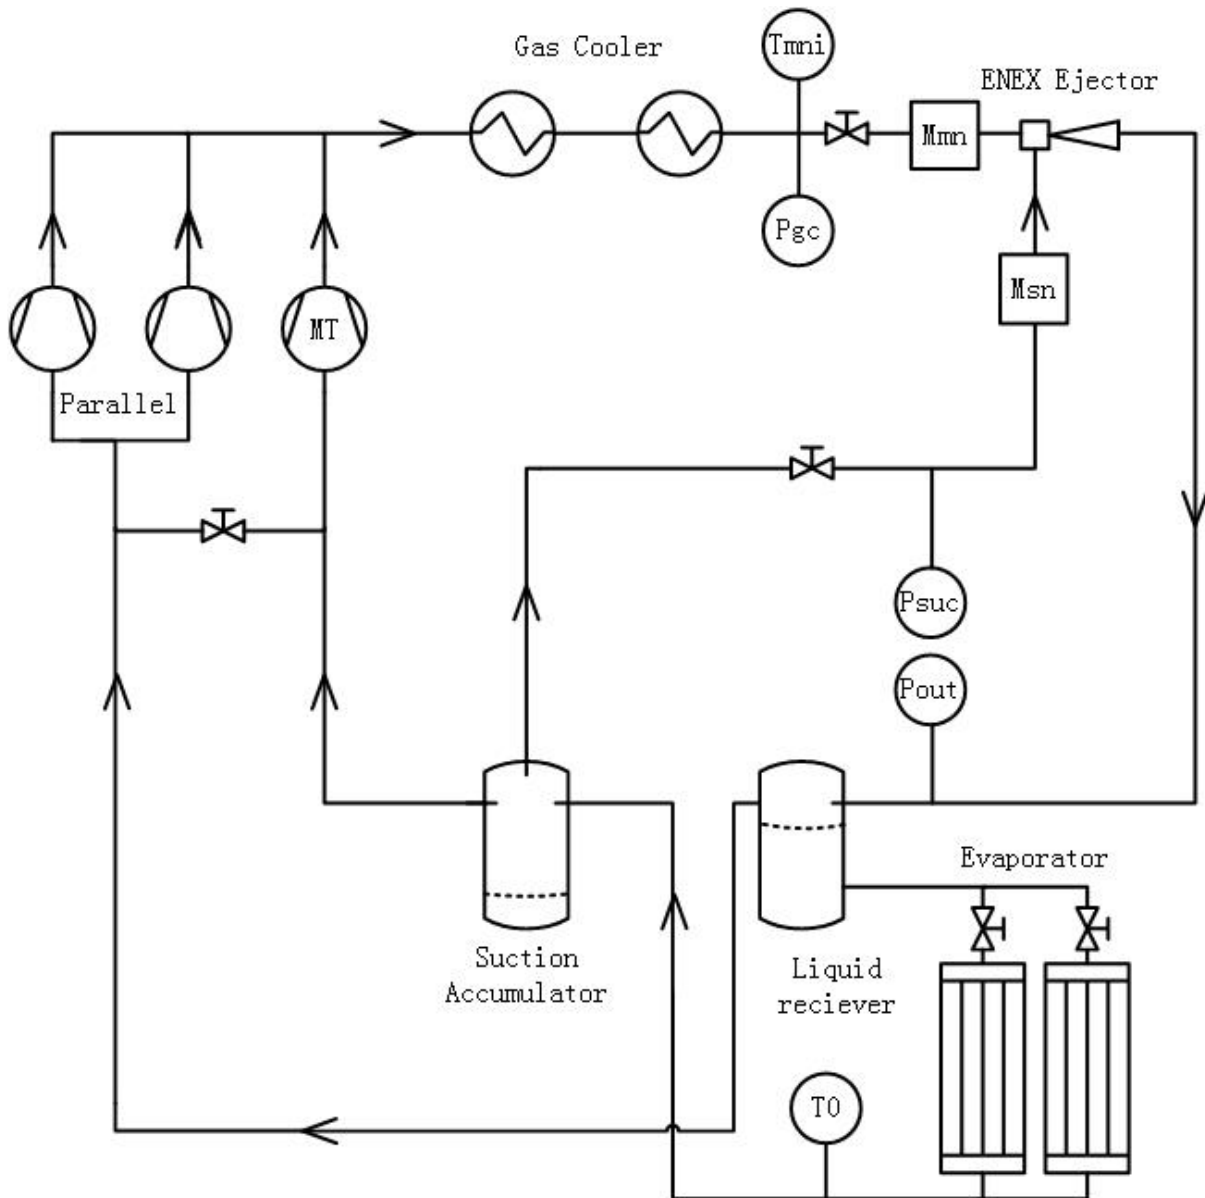 Tmni
Gas Cooler
ENEX Ejector
Mmn
Pgc
Msn
MT
Parallel
Psuc
Pout
Evaporator
Suction
Accumulator
Liquid
reciever
T0